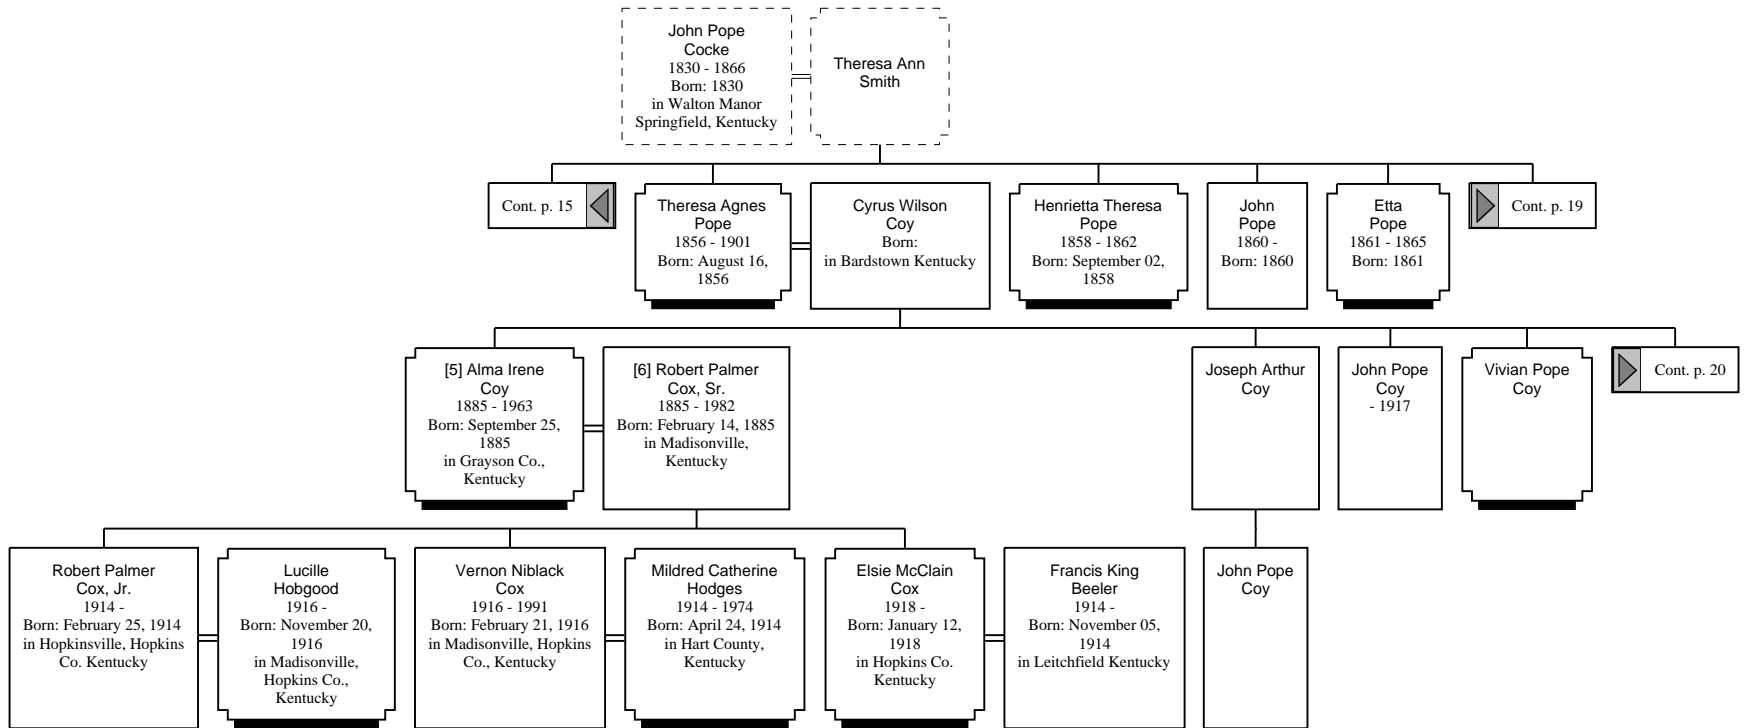 John Pope
Cocke
1830 - 1866
Born: 1830
in Walton Manor
Springfield, Kentucky
Theresa Ann
Smith
Cont. p. 15
Theresa Agnes
Pope
1856 - 1901
Born: August 16,
1856
Cyrus Wilson
Coy
Born:
in Bardstown Kentucky
Henrietta Theresa
Pope
1858 - 1862
Born: September 02,
1858
John
Pope
1860 -
Born: 1860
Etta
Pope
1861 - 1865
Born: 1861
Cont. p. 19
[5] Alma Irene
Coy
1885 - 1963
Born: September 25,
1885
in Grayson Co.,
Kentucky
[6] Robert Palmer
Cox, Sr.
1885 - 1982
Born: February 14, 1885
in Madisonville,
Kentucky
Joseph Arthur
Coy
John Pope
Coy
- 1917
Vivian Pope
Coy
Cont. p. 20
Robert Palmer
Cox, Jr.
1914 -
Born: February 25, 1914
in Hopkinsville, Hopkins
Co. Kentucky
Lucille
Hobgood
1916 -
Born: November 20,
1916
in Madisonville,
Hopkins Co.,
Kentucky
Vernon Niblack
Cox
1916 - 1991
Born: February 21, 1916
in Madisonville, Hopkins
Co., Kentucky
Mildred Catherine
Hodges
1914 - 1974
Born: April 24, 1914
in Hart County,
Kentucky
Elsie McClain
Cox
1918 -
Born: January 12,
1918
in Hopkins Co.
Kentucky
Francis King
Beeler
1914 -
Born: November 05,
1914
in Leitchfield Kentucky
John Pope
Coy